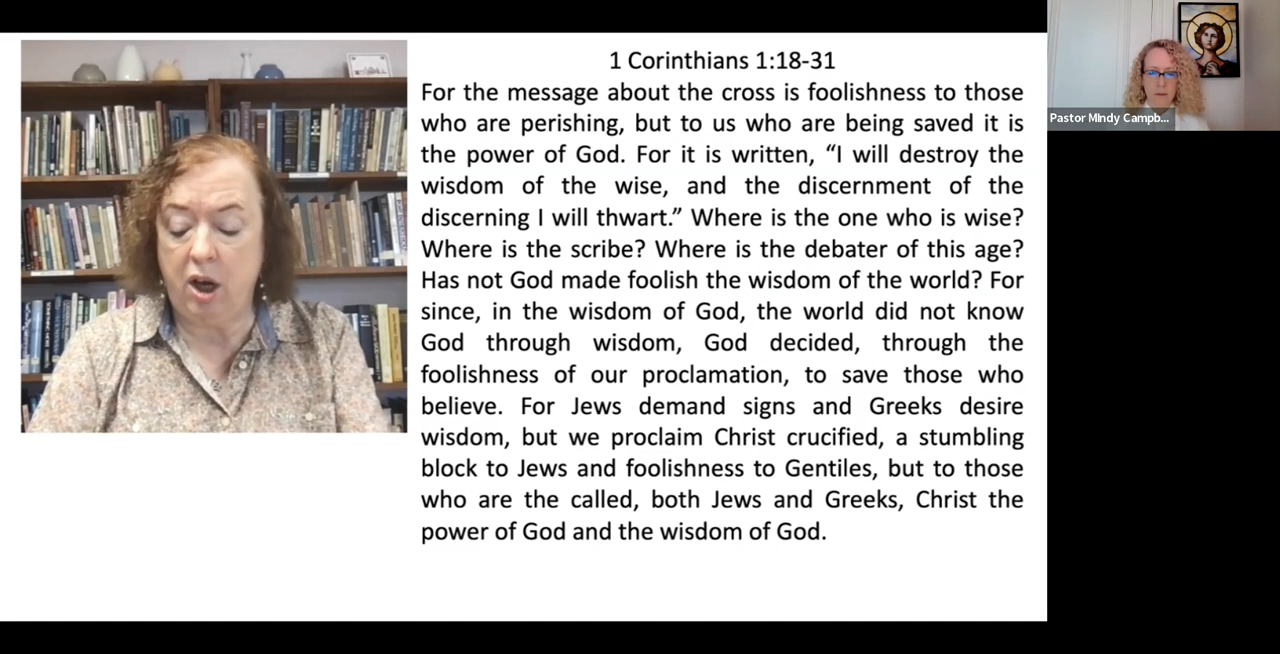 1 Corinthians 1:18-31
For the message about the cross is foolishness to those
who are perishing, but to us who are being saved it is
the power of God. For it is written, “I will destroy the
wisdom of the wise, and the discernment of the
discerning I will thwart.” Where is the one who is wise?
Where is the scribe? Where is the debater of this age?
Has not God made foolish the wisdom of the world? For
since, in the wisdom of God, the world did not know
God through wisdom, God decided, through the
foolishness of our proclamation, to save those who
believe. For Jews demand signs and Greeks desire
wisdom, but we proclaim Christ crucified, a stumbling
block to Jews and foolishness to Gentiles, but to those
who are the called, both Jews and Greeks, Christ the
power of God and the wisdom of God.
Pastor Mindy Campb...